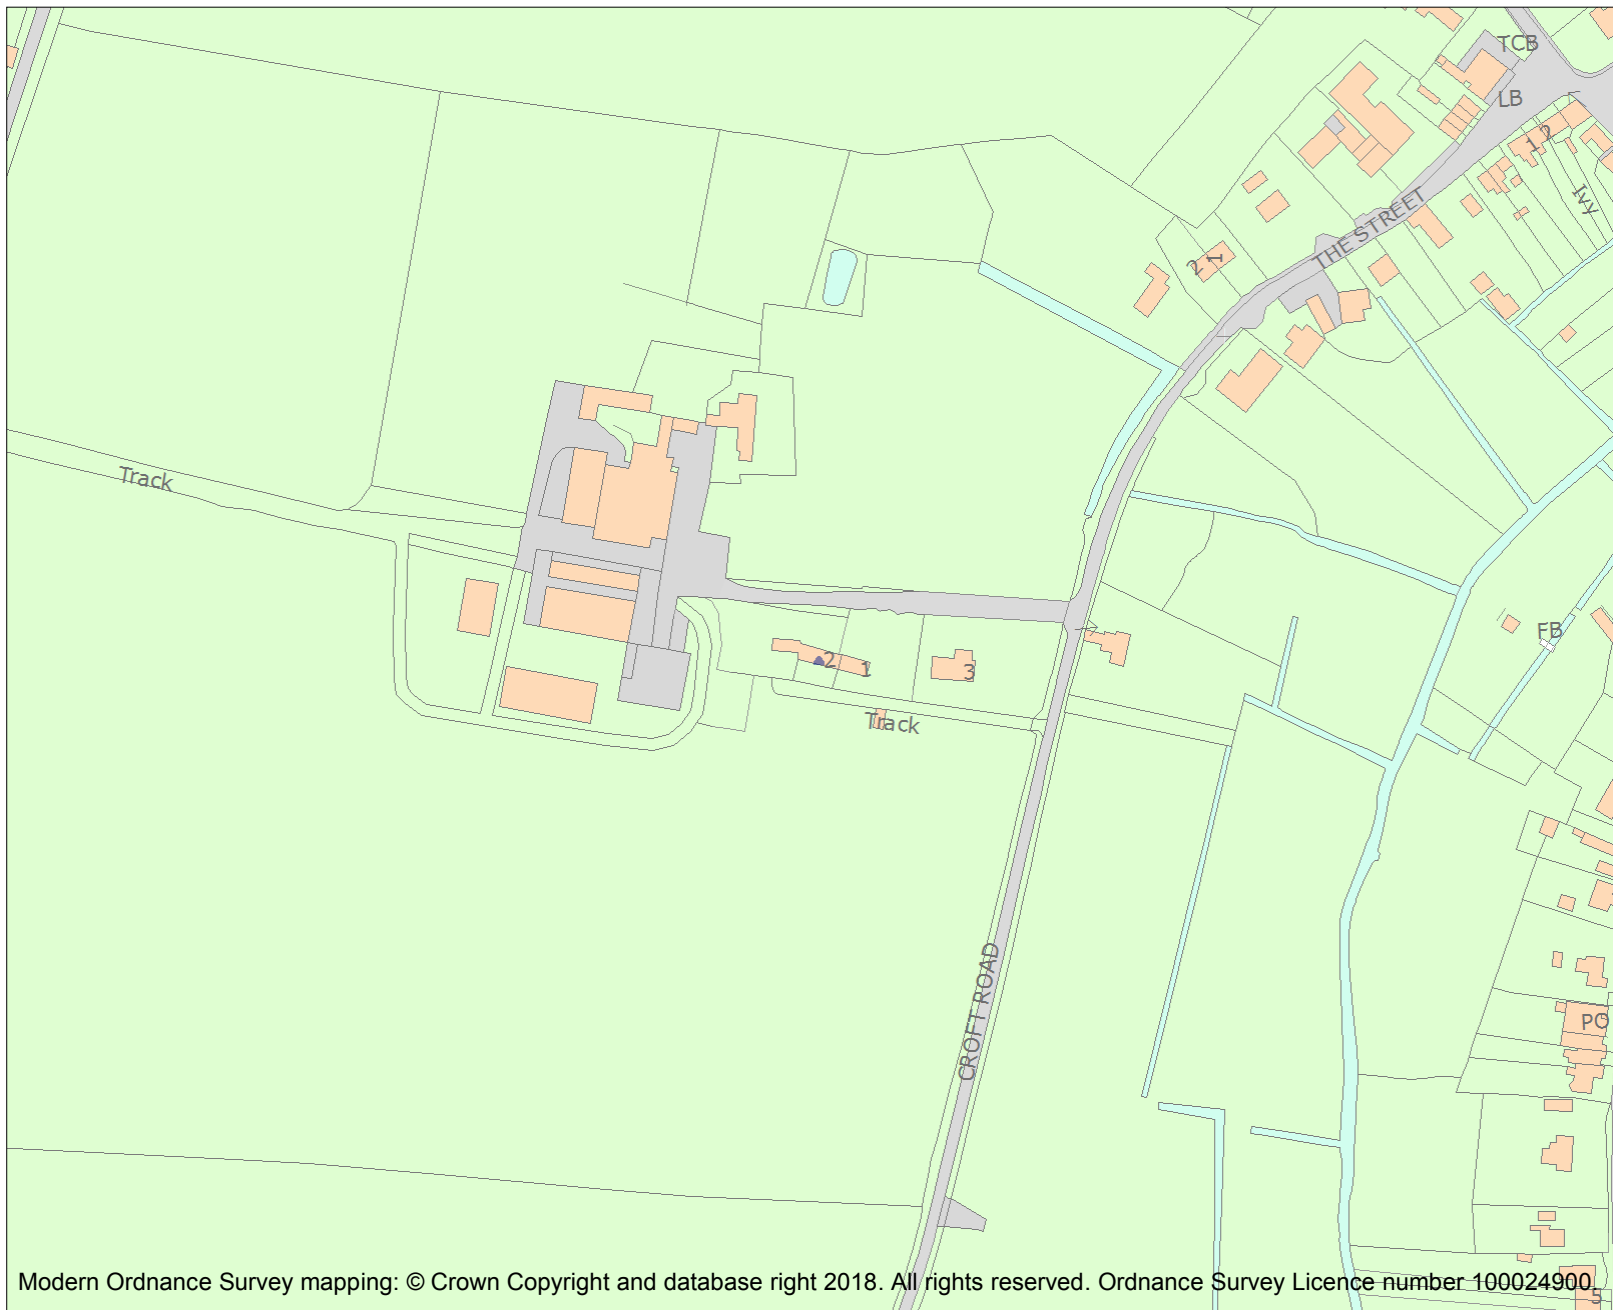 TCB
LB
1 2
Ivy
THE STREET
2 1
Track
FB
2 1 3
Track
CROFT ROAD
PO
Modern Ordnance Survey mapping: © Crown Copyright and database right 2018. All rights reserved. Ordnance Survey Licence number 100024900.
5